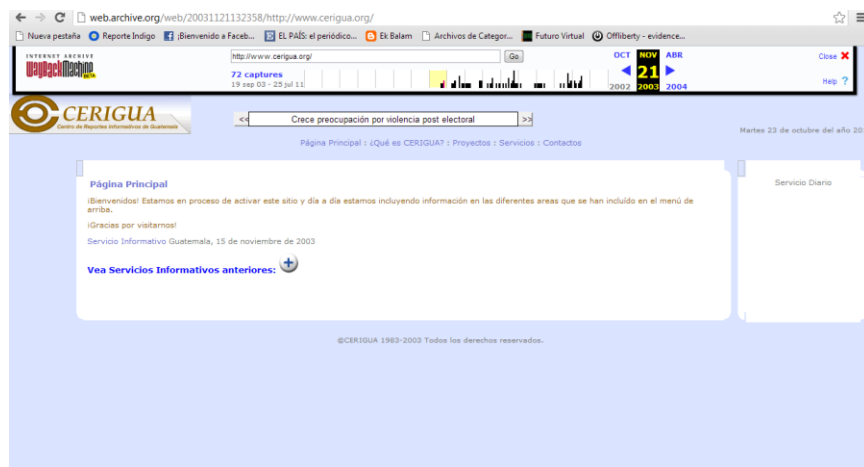 web.archive.org/web/20031121132358/http://www.cerigua.org/
Nueva pestaña Reporte Indigo ¡Bienvenido a Faceb... EL PAÍS: el periódico... Ek Balam Archivos de Categor... Futuro Virtual Offliberty - evidence...
INTERNET ARCHIVE
WayBackMachine
BETA
http://www.cerigua.org/ Go
72 captures
19 sep 03 - 25 jul 11
OCT NOV ABR
21
2002 2003 2004
Close
Help ?
CERIGUA
Centro de Reportes Informativos de Guatemala
<< Crece preocupación por violencia post electoral >>
Martes 23 de octubre del año 20
Página Principal : ¿Qué es CERIGUA? : Proyectos : Servicios : Contactos
Página Principal
¡Bienvenidos! Estamos en proceso de activar este sitio y día a día estamos incluyendo información en las diferentes areas que se han incluído en el menú de
arriba.
¡Gracias por visitarnos!
Servicio Informativo Guatemala, 15 de noviembre de 2003
Vea Servicios Informativos anteriores:
Servicio Diario
©CERIGUA 1983-2003 Todos los derechos reservados.